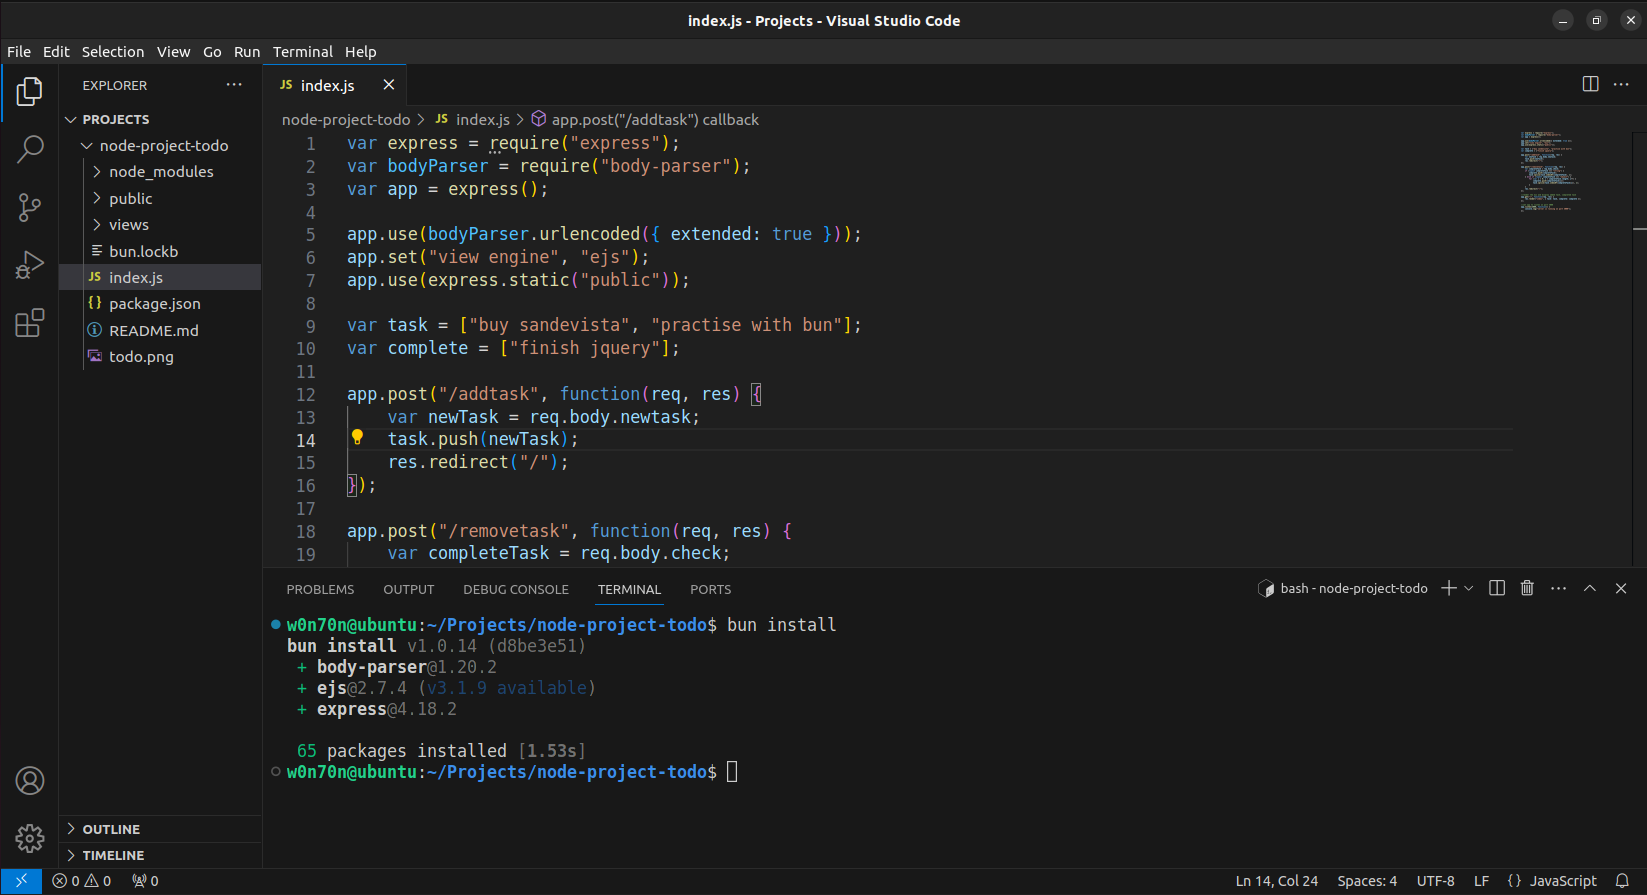 index.js - Projects - Visual Studio Code
File Edit Selection View Go Run Terminal Help
EXPLORER
PROJECTS
node-project-todo
node_modules
public
views
bun.lockb
JS index.js
{} package.json
README.md
todo.png
OUTLINE
TIMELINE
JS index.js
node-project-todo > JS index.js > app.post("/addtask") callback
1 var express = require("express");
2 var bodyParser = require("body-parser");
3 var app = express();
4
5 app.use(bodyParser.urlencoded({ extended: true }));
6 app.set("view engine", "ejs");
7 app.use(express.static("public"));
8
9 var task = ["buy sandevista", "practise with bun"];
10 var complete = ["finish jquery"];
11
12 app.post("/addtask", function(req, res) {
13 var newTask = req.body.newtask;
14 task.push(newTask);
15 res.redirect("/");
16 });
17
18 app.post("/removetask", function(req, res) {
19 var completeTask = req.body.check;
PROBLEMS OUTPUT DEBUG CONSOLE TERMINAL PORTS
bash - node-project-todo
w0n70n@ubuntu:~/Projects/node-project-todo$ bun install
bun install v1.0.14 (d8be3e51)
+ body-parser@1.20.2
+ ejs@2.7.4 (v3.1.9 available)
+ express@4.18.2
65 packages installed [1.53s]
w0n70n@ubuntu:~/Projects/node-project-todo$
0 0 0
Ln 14, Col 24 Spaces: 4 UTF-8 LF {} JavaScript